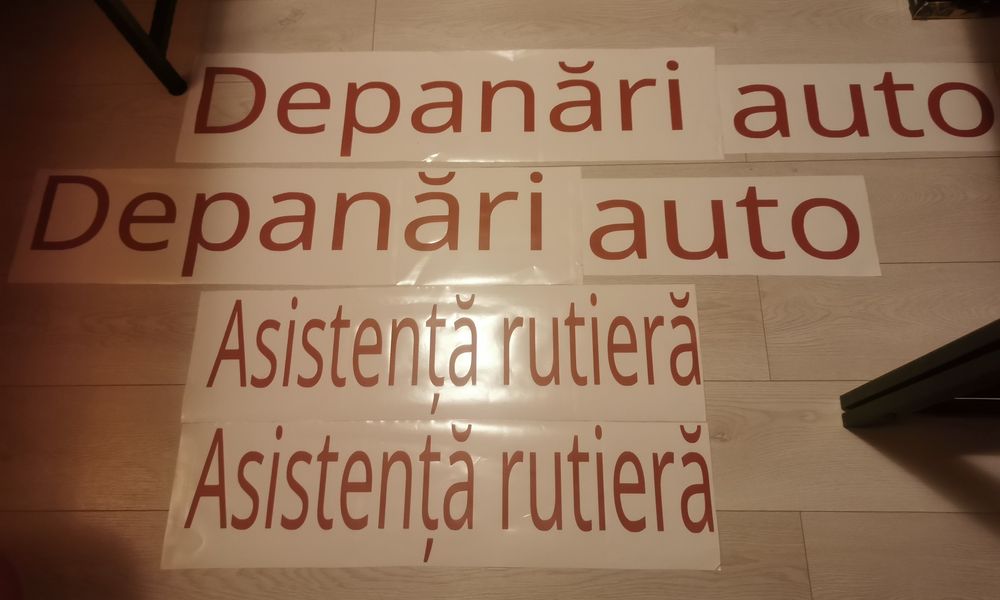 Depanări auto
Depanări auto
Asistență rutieră
Asistență rutieră